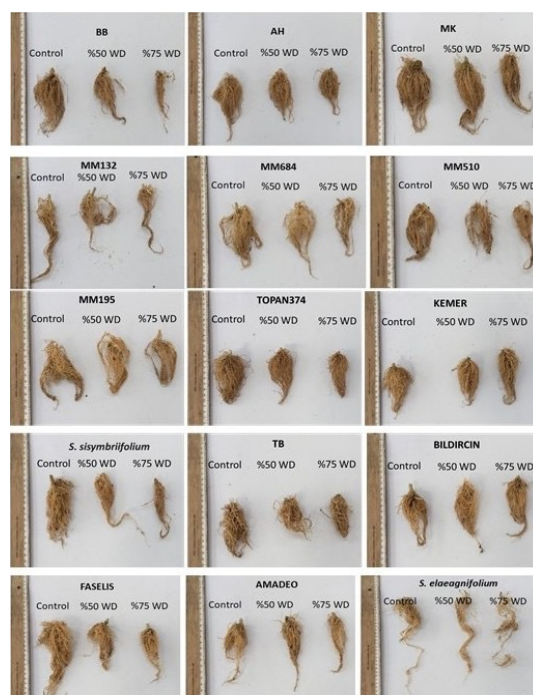 BB
Control %50 WD %75 WD
AH
Control %50 WD %75 WD
MK
Control %50 WD %75 WD
MM132
Control %50 WD %75 WD
MM684
Control %50 WD %75 WD
MM510
Control %50 WD %75 WD
MM195
Control %50 WD %75 WD
TOPAN374
Control %50 WD %75 WD
KEMER
Control %50 WD %75 WD
S. sisymbriifolium
Control %50 WD %75 WD
TB
Control %50 WD %75 WD
BILDIRCIN
Control %50 WD %75 WD
FASELIS
Control %50 WD %75 WD
AMADEO
Control %50 WD %75 WD
S. elaeagnifolium
Control %50 WD %75 WD